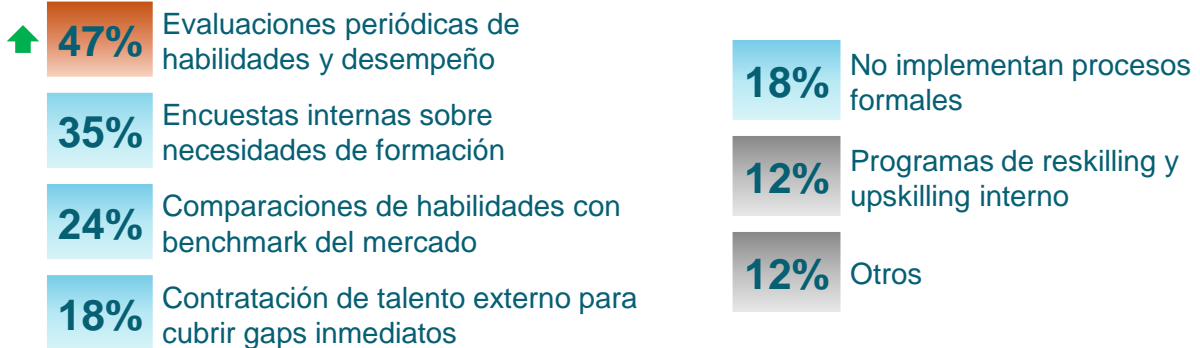 47%
Evaluaciones periódicas de
habilidades y desempeño
35%
Encuestas internas sobre
necesidades de formación
24%
Comparaciones de habilidades con
benchmark del mercado
18%
Contratación de talento externo para
cubrir gaps inmediatos
18%
No implementan procesos
formales
12%
Programas de reskilling y
upskilling interno
12%
Otros